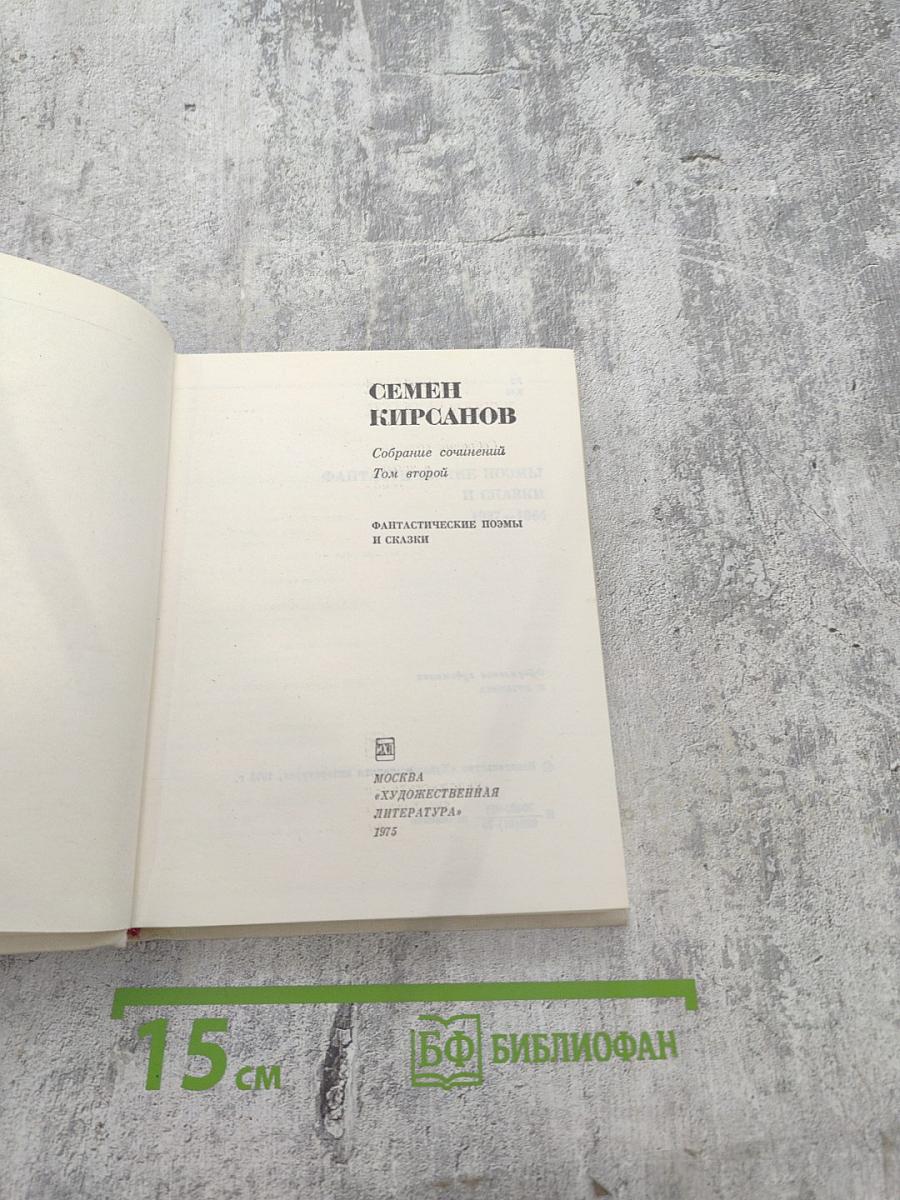 СЕМЕН
КИРСАНОВ
Собрание сочинений
Том второй
ФАНТАСТИЧЕСКИЕ ПОЭМЫ
И СКАЗКИ
МОСКВА
«ХУДОЖЕСТВЕННАЯ
ЛИТЕРАТУРА»
1975
15 см
БФ БИБЛИОФАН